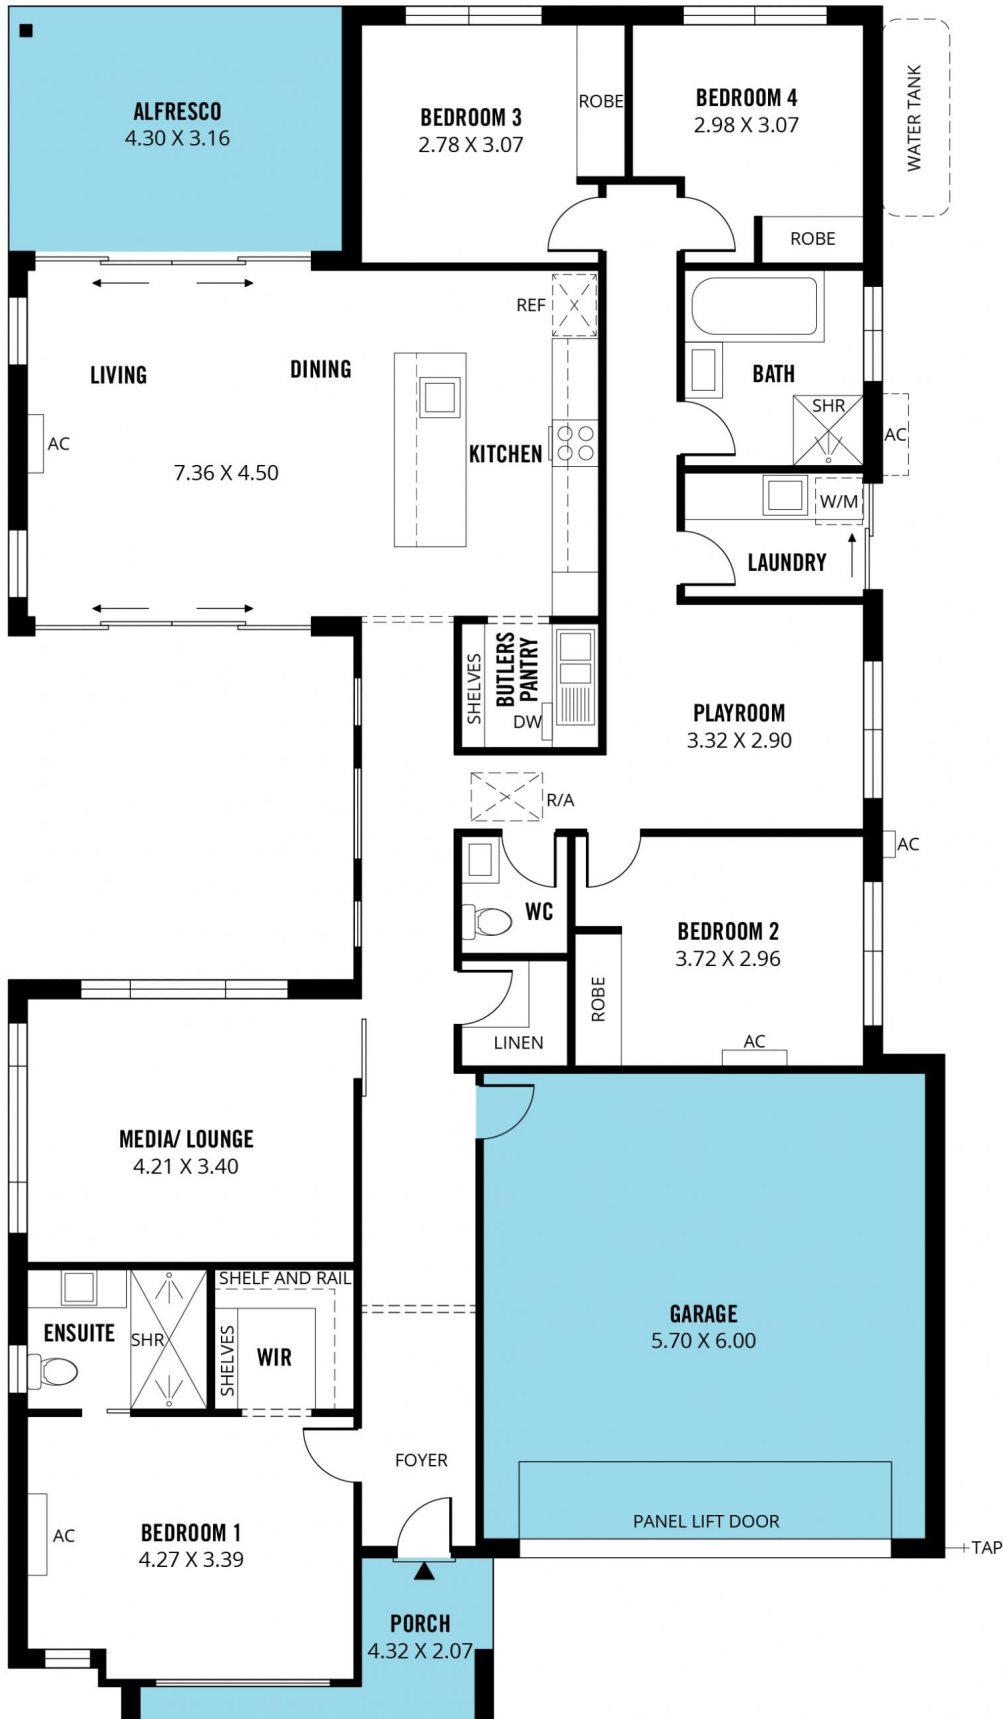 ALFRESCO
4.30 X 3.16
BEDROOM 3
2.78 X 3.07
ROBE
BEDROOM 4
2.98 X 3.07
ROBE
WATER TANK
LIVING
DINING
7.36 X 4.50
AC
REF
KITCHEN
BATH
SHR
AC
W/M
LAUNDRY
SHELVES
BUTLERS
PANTRY
DW
PLAYROOM
3.32 X 2.90
R/A
AC
WC
BEDROOM 2
3.72 X 2.96
ROBE
AC
LINEN
MEDIA/ LOUNGE
4.21 X 3.40
GARAGE
5.70 X 6.00
PANEL LIFT DOOR
TAP
ENSUITE
SHR
SHELF AND RAIL
SHELVES
WIR
FOYER
BEDROOM 1
4.27 X 3.39
AC
PORCH
4.32 X 2.07